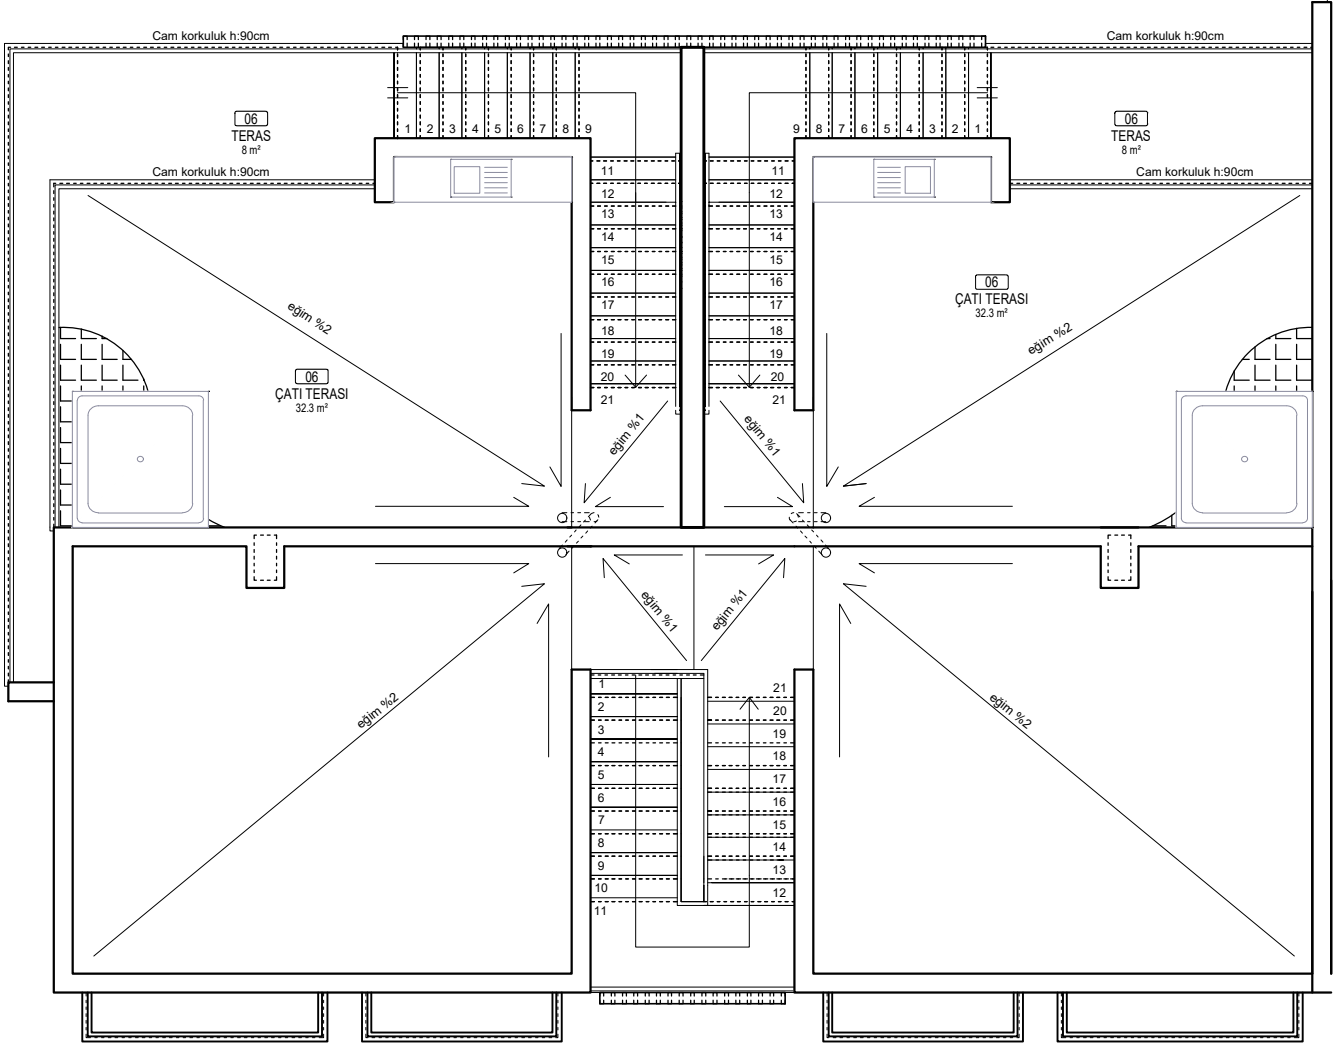 Cam korkuluk h:90cm
Cam korkuluk h:90cm
06
TERAS
8 m²
1 2 3 4 5 6 7 8 9
9 8 7 6 5 4 3 2 1
06
TERAS
8 m²
Cam korkuluk h:90cm
Cam korkuluk h:90cm
11 11
12 12
13 13
14 14
15 15
16 16
17 17
18 18
19 19
20 20
21 21
06
ÇATI TERASI
32.3 m²
eğim %2
eğim %2
06
ÇATI TERASI
32.3 m²
eğim %1
eğim %1
eğim %1
eğim %1
eğim %2
eğim %2
1 21
2 20
3 19
4 18
5 17
6 16
7 15
8 14
9 13
10 12
11